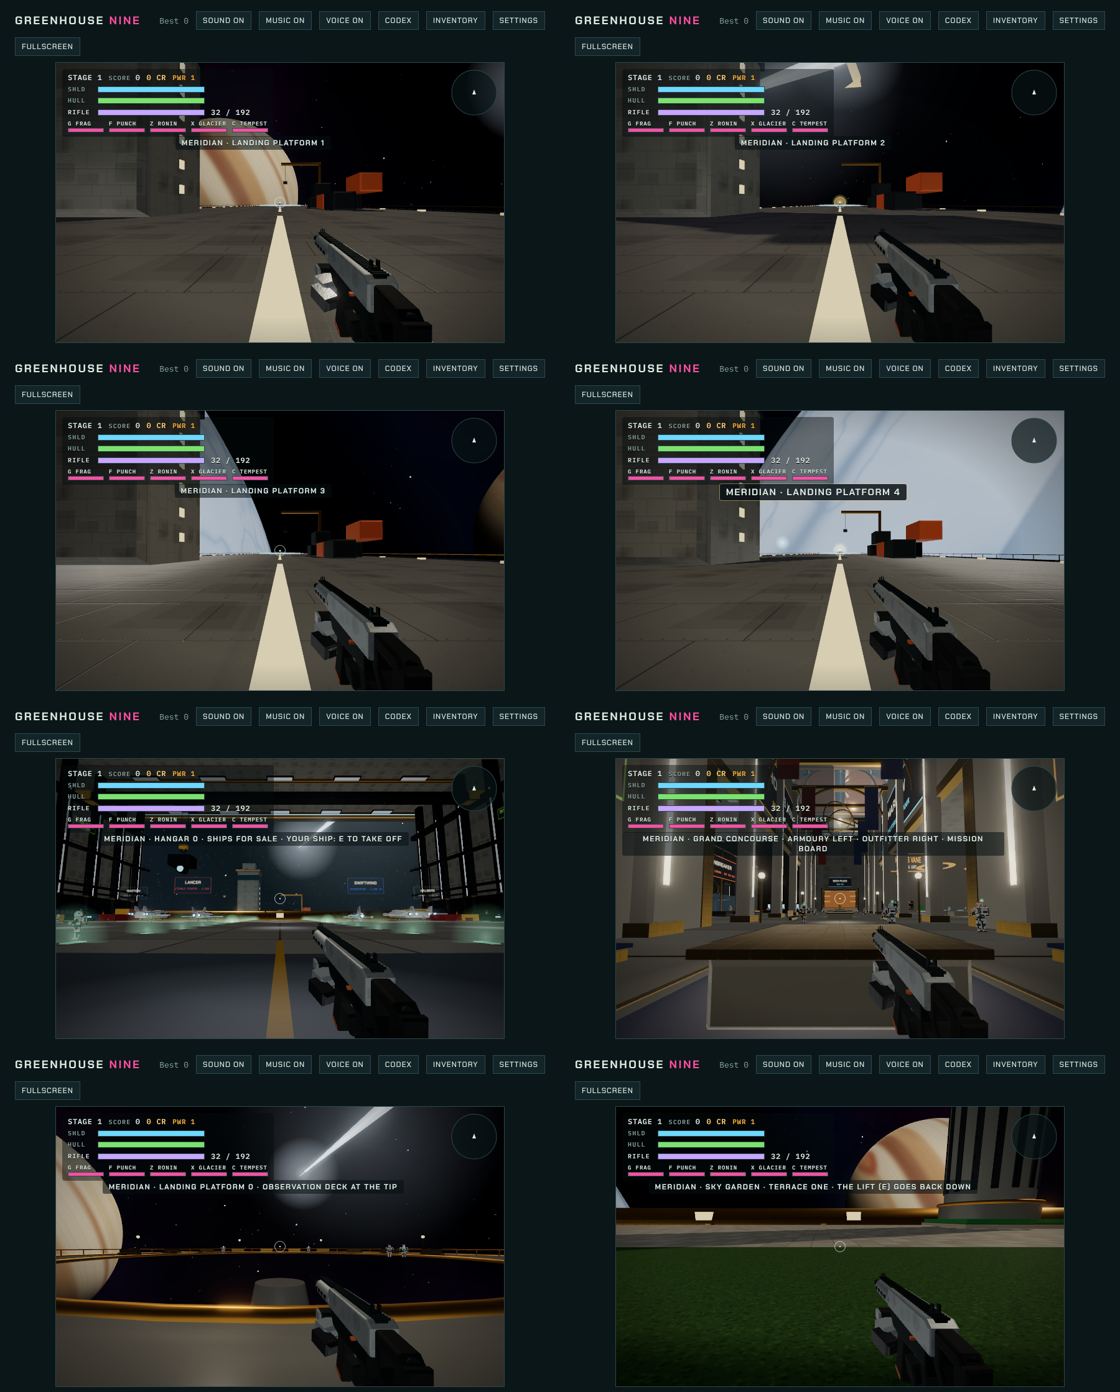 GREENHOUSE NINE Best 0 SOUND ON MUSIC ON VOICE ON CODEX INVENTORY SETTINGS
FULLSCREEN
STAGE 1 SCORE 0 0 CR PWR 1
SHLD
HULL
RIFLE 32 / 192
G FRAG F PUNCH Z RONIN X GLACIER C TEMPEST
MERIDIAN · LANDING PLATFORM 1
GREENHOUSE NINE Best 0 SOUND ON MUSIC ON VOICE ON CODEX INVENTORY SETTINGS
FULLSCREEN
STAGE 1 SCORE 0 0 CR PWR 1
SHLD
HULL
RIFLE 32 / 192
G FRAG F PUNCH Z RONIN X GLACIER C TEMPEST
MERIDIAN · LANDING PLATFORM 2
GREENHOUSE NINE Best 0 SOUND ON MUSIC ON VOICE ON CODEX INVENTORY SETTINGS
FULLSCREEN
STAGE 1 SCORE 0 0 CR PWR 1
SHLD
HULL
RIFLE 32 / 192
G FRAG F PUNCH Z RONIN X GLACIER C TEMPEST
MERIDIAN · LANDING PLATFORM 3
GREENHOUSE NINE Best 0 SOUND ON MUSIC ON VOICE ON CODEX INVENTORY SETTINGS
FULLSCREEN
STAGE 1 SCORE 0 0 CR PWR 1
SHLD
HULL
RIFLE 32 / 192
G FRAG F PUNCH Z RONIN X GLACIER C TEMPEST
MERIDIAN · LANDING PLATFORM 4
GREENHOUSE NINE Best 0 SOUND ON MUSIC ON VOICE ON CODEX INVENTORY SETTINGS
FULLSCREEN
STAGE 1 SCORE 0 0 CR PWR 1
SHLD
HULL
RIFLE 32 / 192
G FRAG F PUNCH Z RONIN X GLACIER C TEMPEST
MERIDIAN · HANGAR 0 · SHIPS FOR SALE · YOUR SHIP: E TO TAKE OFF
LANCER
SWIFTWING
GREENHOUSE NINE Best 0 SOUND ON MUSIC ON VOICE ON CODEX INVENTORY SETTINGS
FULLSCREEN
STAGE 1 SCORE 0 0 CR PWR 1
SHLD
HULL
RIFLE 32 / 192
G FRAG F PUNCH Z RONIN X GLACIER C TEMPEST
MERIDIAN · GRAND CONCOURSE · ARMOURY LEFT · OUTFITTER RIGHT · MISSION
BOARD
VANE
GREENHOUSE NINE Best 0 SOUND ON MUSIC ON VOICE ON CODEX INVENTORY SETTINGS
FULLSCREEN
STAGE 1 SCORE 0 0 CR PWR 1
SHLD
HULL
RIFLE 32 / 192
G FRAG F PUNCH Z RONIN X GLACIER C TEMPEST
MERIDIAN · LANDING PLATFORM 0 · OBSERVATION DECK AT THE TIP
GREENHOUSE NINE Best 0 SOUND ON MUSIC ON VOICE ON CODEX INVENTORY SETTINGS
FULLSCREEN
STAGE 1 SCORE 0 0 CR PWR 1
SHLD
HULL
RIFLE 32 / 192
G FRAG F PUNCH Z RONIN X GLACIER C TEMPEST
MERIDIAN · SKY GARDEN · TERRACE ONE · THE LIFT (E) GOES BACK DOWN